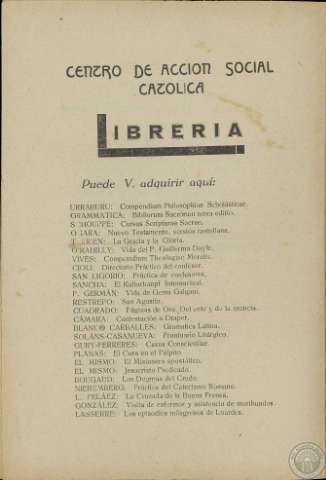 CENTRO DE ACCION SOCIAL
CATOLICA
LIBRERIA
Puede V. adquirir aquí:
URRABURU: Compendium Philosophiae Scholasticae.
GRAMMATICA: Bibliorum Sacrorum nova editio.
SCHOUPPE: Cursus Scripturae Sacrae.
O JARA: Nuevo Testamento, versión castellana.
La Gracia y la Gloria.
O'RAHILLY: Vida del P. Guillermo Doyle.
VIVES: Compendium Theologiae Moralis.
CIOLI: Directorio Práctico del confesor.
SAN LIGORIO: Práctica de confesores.
SANCHA: El Kulturkampf Internacional.
P. GERMÁN: Vida de Gema Galgani.
RESTREPO: San Agustín.
CUADRADO: Páginas de Oro. Del arte y de la ciencia.
CÁMARA: Contestación a Draper.
BLANCO CARBALLES: Gramática Latina.
SOLANS-CASANUEVA: Prontuario Litúrgico.
GURY-FERRERES: Casus Conscientiae.
PLANAS: El Cura en el Púlpito.
EL MISMO: El Misionero apostólico.
EL MISMO: Jesucristo Predicado.
BOUGAUD: Los Dogmas del Credo.
NIEREMBERG: Práctica del Catecismo Romano.
L. PELÁEZ: La Cruzada de la Buena Prensa.
GONZÁLEZ: Visita de enfermos y asistencia de moribundos.
LASSERRE: Los episodios milagrosos de Lourdes.